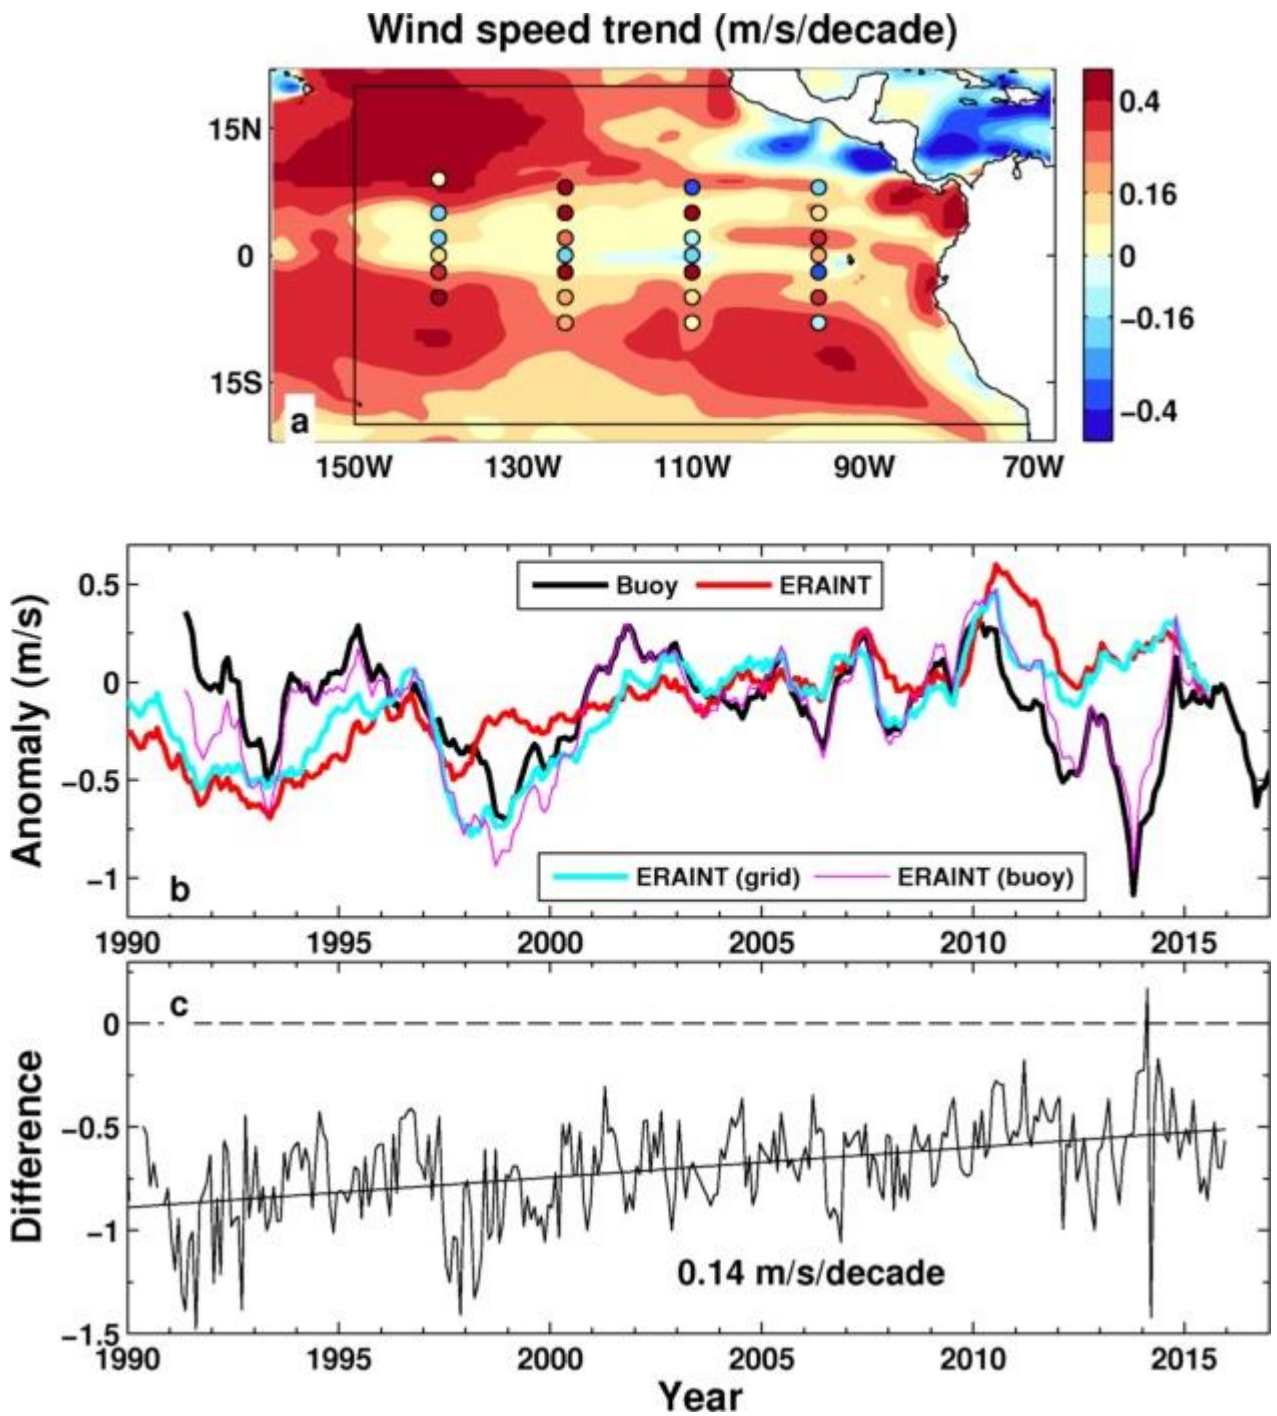 Wind speed trend (m/s/decade)
15N
0
15S
a
150W 130W 110W 90W 70W
0.4
0.16
0
−0.16
−0.4
Anomaly (m/s)
0.5
0
−0.5
−1
Buoy ERAINT
ERAINT (grid) ERAINT (buoy)
b
1990 1995 2000 2005 2010 2015
Difference
c
0
−0.5
−1
−1.5
0.14 m/s/decade
1990 1995 2000 2005 2010 2015
Year